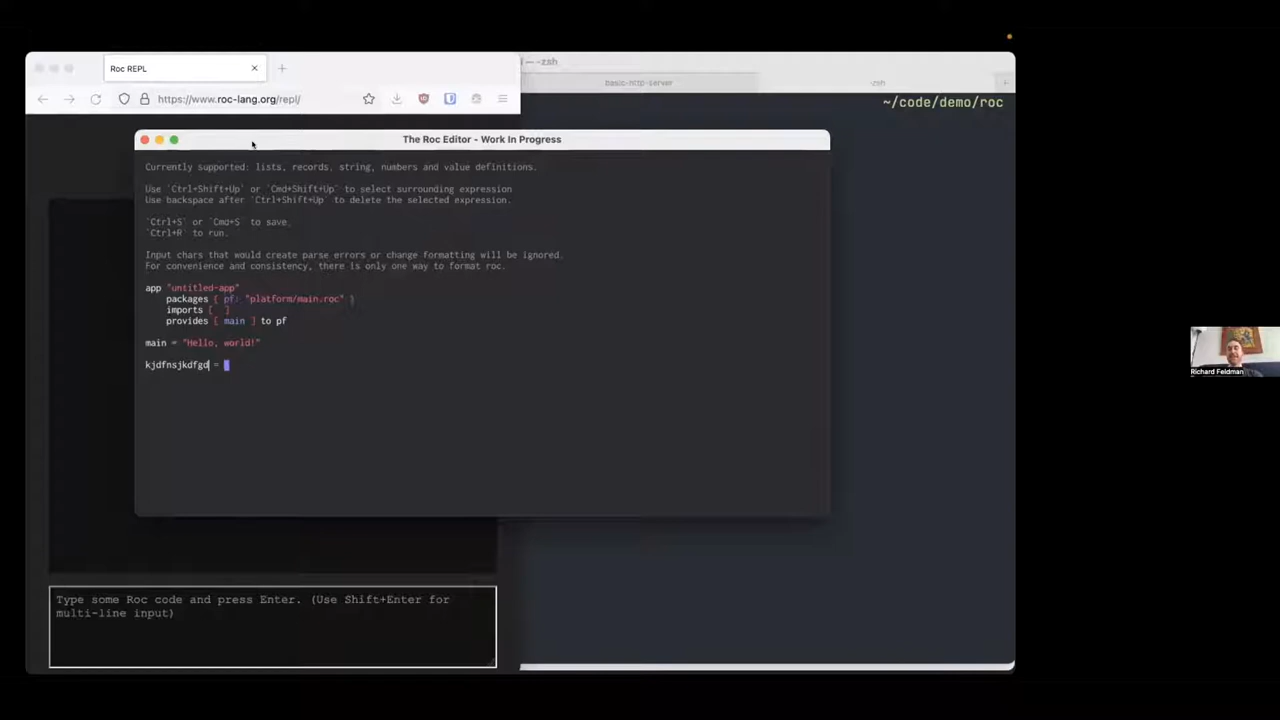 — -zsh
Roc REPL
basic-http-server
-zsh
https://www.roc-lang.org/repl/
~/code/demo/roc
The Roc Editor - Work In Progress
Currently supported: lists, records, string, numbers and value definitions.
Use `Ctrl+Shift+Up` or `Cmd+Shift+Up` to select surrounding expression
Use backspace after `Ctrl+Shift+Up` to delete the selected expression.
`Ctrl+S` or `Cmd+S` to save.
`Ctrl+R` to run.
Input chars that would create parse errors or change formatting will be ignored.
For convenience and consistency, there is only one way to format roc.
app "untitled-app"
packages { pf: "platform/main.roc" }
imports [ ]
provides [ main ] to pf
main = "Hello, world!"
kjdfnsjkdfgd =
Richard Feldman
Type some Roc code and press Enter. (Use Shift+Enter for
multi-line input)